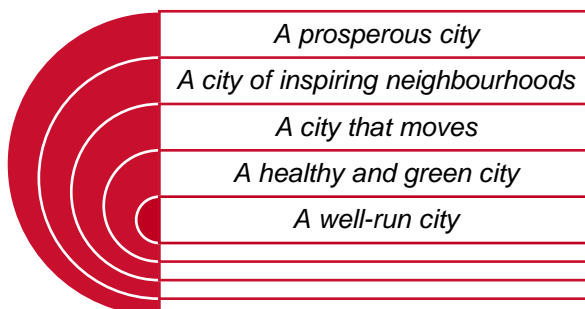 A prosperous city
A city of inspiring neighbourhoods
A city that moves
A healthy and green city
A well-run city